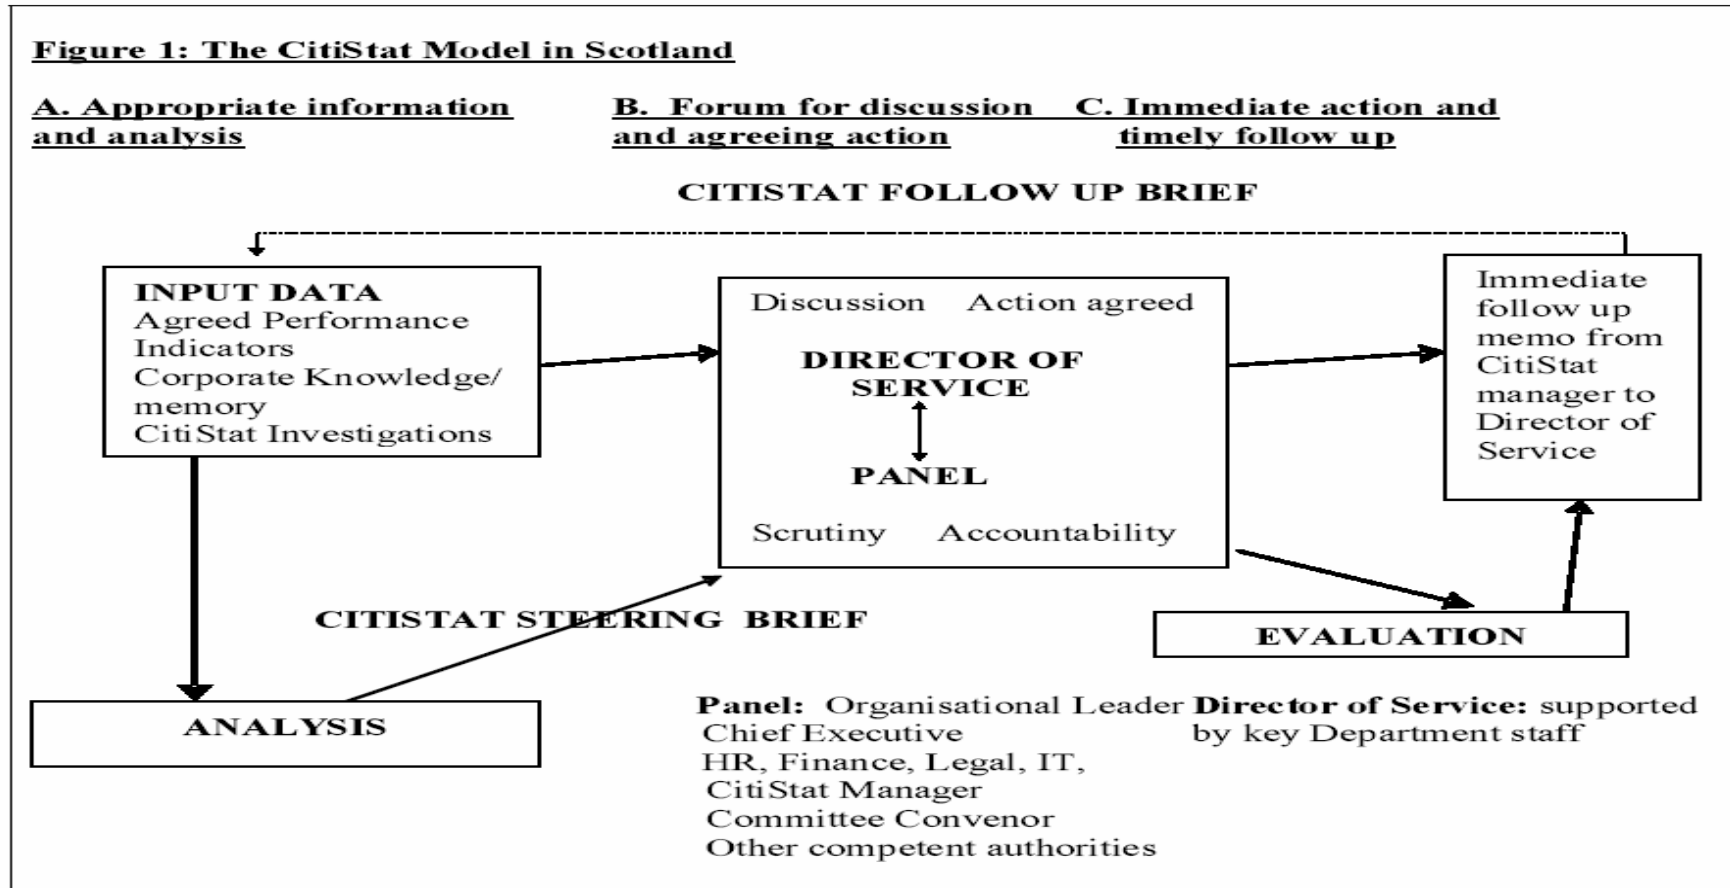 Figure 1: The CitiStat Model in Scotland
A. Appropriate information
and analysis
B. Forum for discussion
and agreeing action
C. Immediate action and
timely follow up
CITISTAT FOLLOW UP BRIEF
INPUT DATA
Agreed Performance
Indicators
Corporate Knowledge/
memory
CitiStat Investigations
Discussion Action agreed
DIRECTOR OF
SERVICE
PANEL
Scrutiny Accountability
Immediate
follow up
memo from
CitiStat
manager to
Director of
Service
CITISTAT STEERING BRIEF
EVALUATION
ANALYSIS
Panel: Organisational Leader
Chief Executive
HR, Finance, Legal, IT,
CitiStat Manager
Committee Convenor
Other competent authorities
Director of Service: supported
by key Department staff